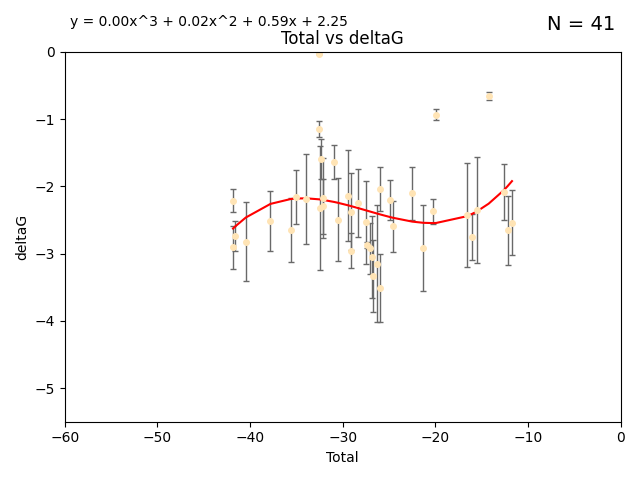 y = 0.00x^3 + 0.02x^2 + 0.59x + 2.25
N = 41
Total vs deltaG
0
−1
−2
−3
−4
−5
deltaG
−60 −50 −40 −30 −20 −10 0
Total